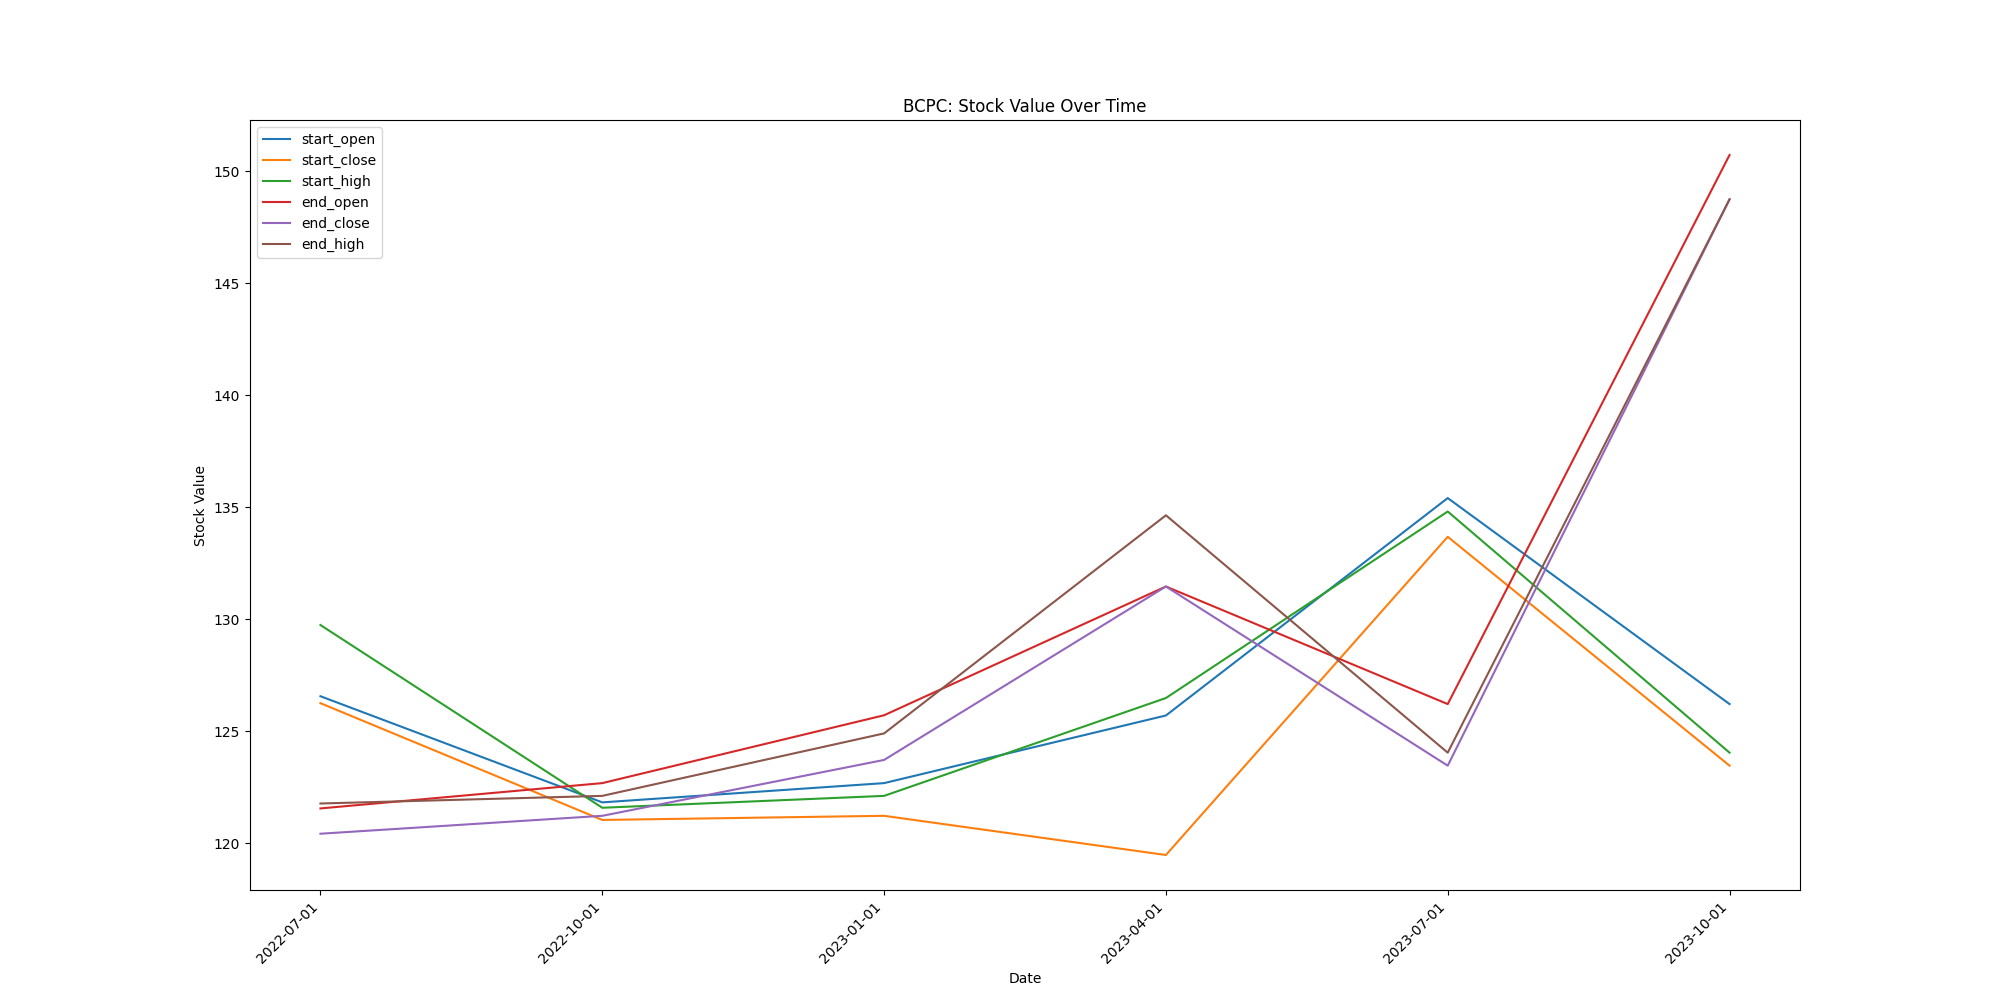 BCPC: Stock Value Over Time
start_open
start_close
start_high
end_open
end_close
end_high
150
145
140
135
130
125
120
Stock Value
2022-07-01
2022-10-01
2023-01-01
2023-04-01
2023-07-01
2023-10-01
Date